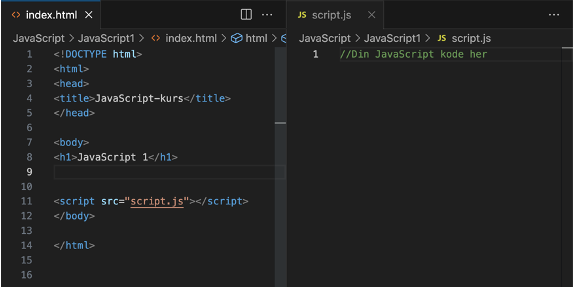 index.html
JavaScript > JavaScript1 > index.html > html >
1 <!DOCTYPE html>
2 <html>
3 <head>
4 <title>JavaScript-kurs</title>
5 </head>
6
7 <body>
8 <h1>JavaScript 1</h1>
9
10
11 <script src="script.js"></script>
12 </body>
13
14 </html>
15
16
JS script.js
JavaScript > JavaScript1 > JS script.js
1 //Din JavaScript kode her